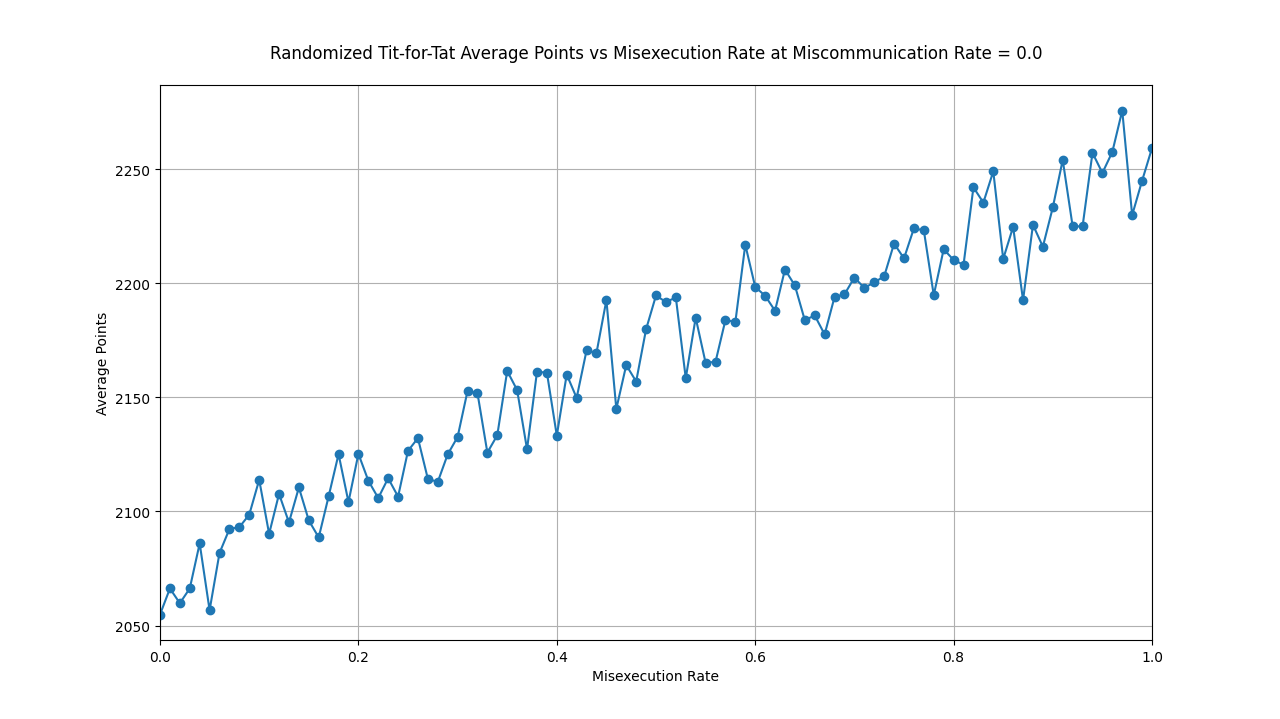 Randomized Tit-for-Tat Average Points vs Misexecution Rate at Miscommunication Rate = 0.0
Average Points
2250
2200
2150
2100
2050
0.0 0.2 0.4 0.6 0.8 1.0
Misexecution Rate